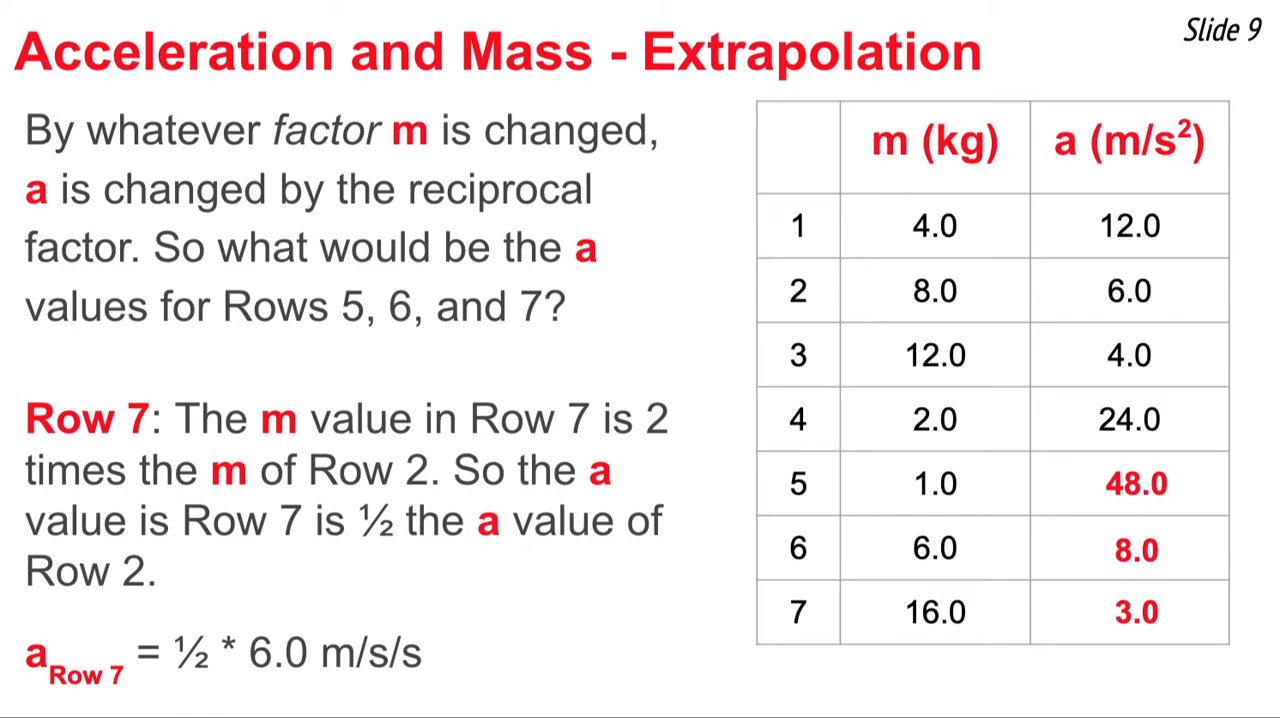 Slide 9
Acceleration and Mass - Extrapolation
By whatever factor m is changed,
a is changed by the reciprocal
factor. So what would be the a
values for Rows 5, 6, and 7?
Row 7: The m value in Row 7 is 2
times the m of Row 2. So the a
value is Row 7 is ½ the a value of
Row 2.
a Row 7 = ½ * 6.0 m/s/s
m (kg) a (m/s²)
1 4.0 12.0
2 8.0 6.0
3 12.0 4.0
4 2.0 24.0
5 1.0 48.0
6 6.0 8.0
7 16.0 3.0